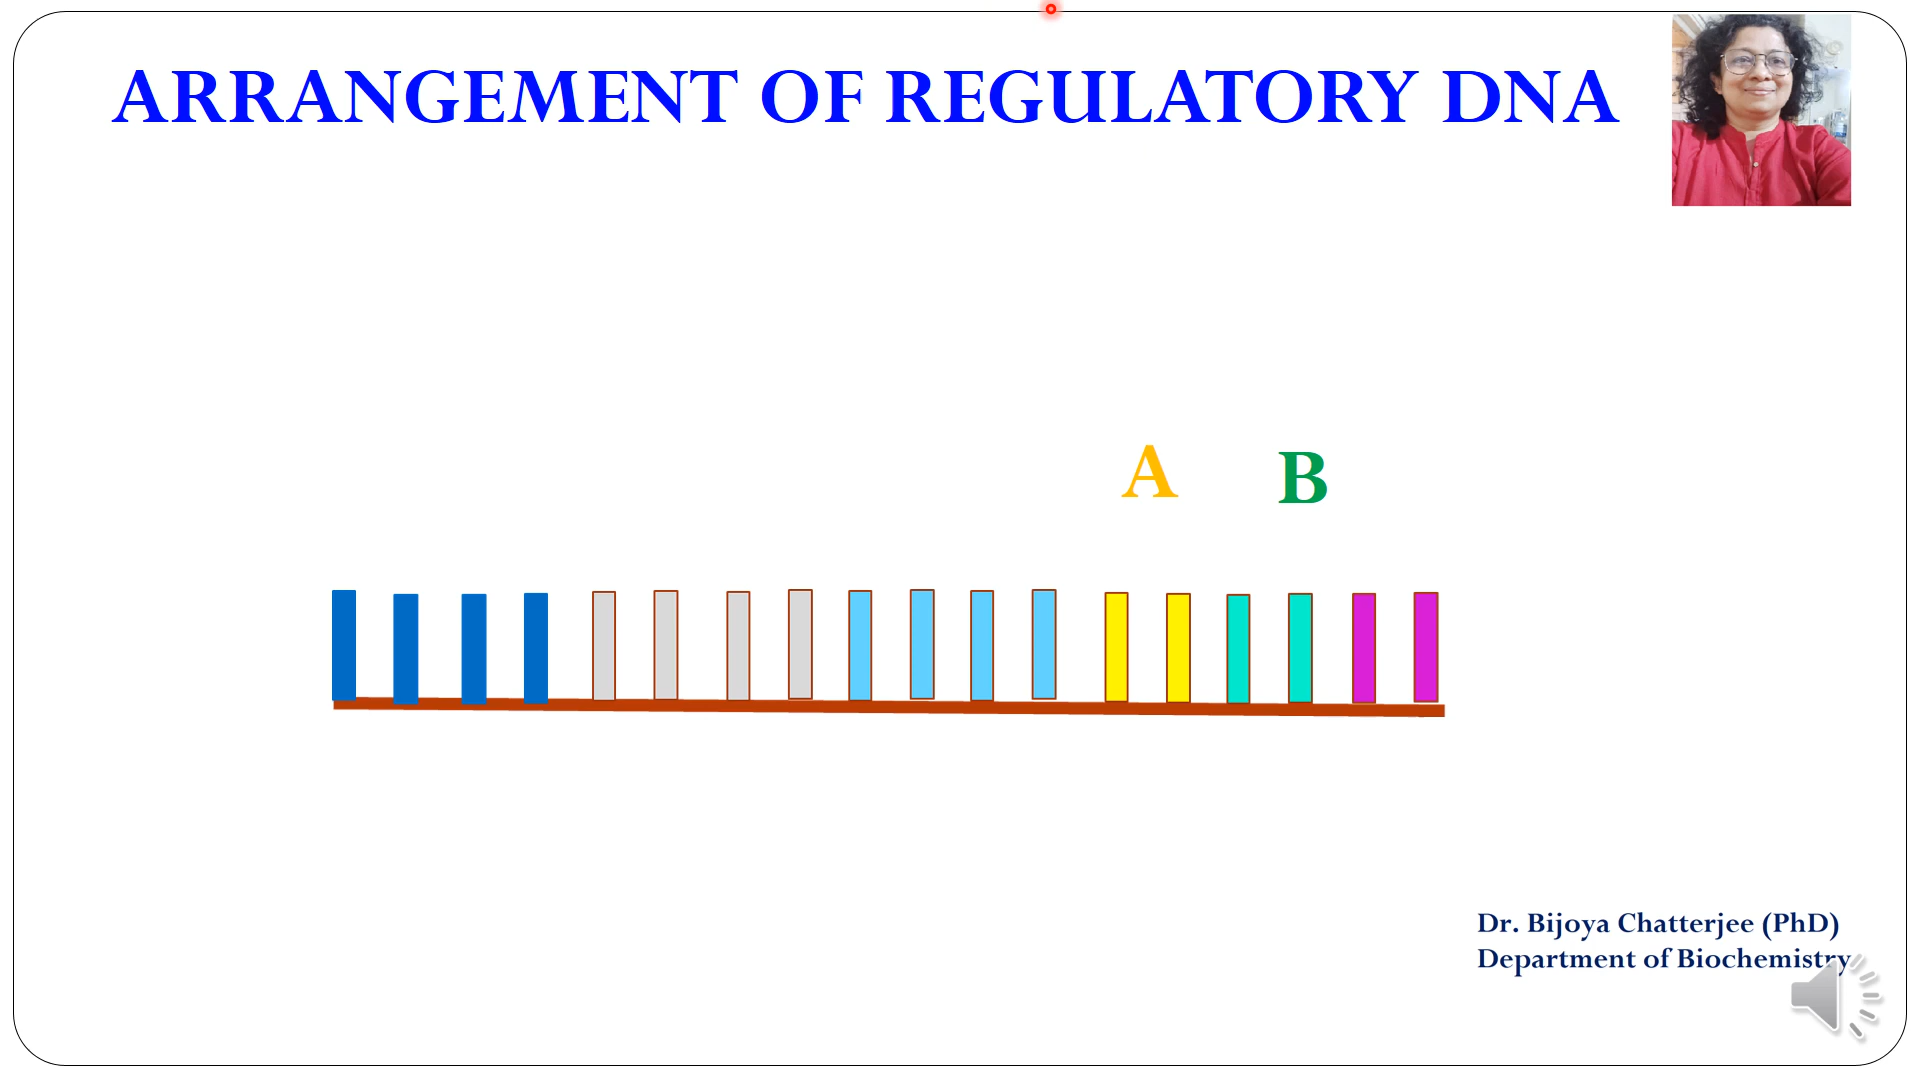 ARRANGEMENT OF REGULATORY DNA
A B
Dr. Bijoya Chatterjee (PhD)
Department of Biochemistry